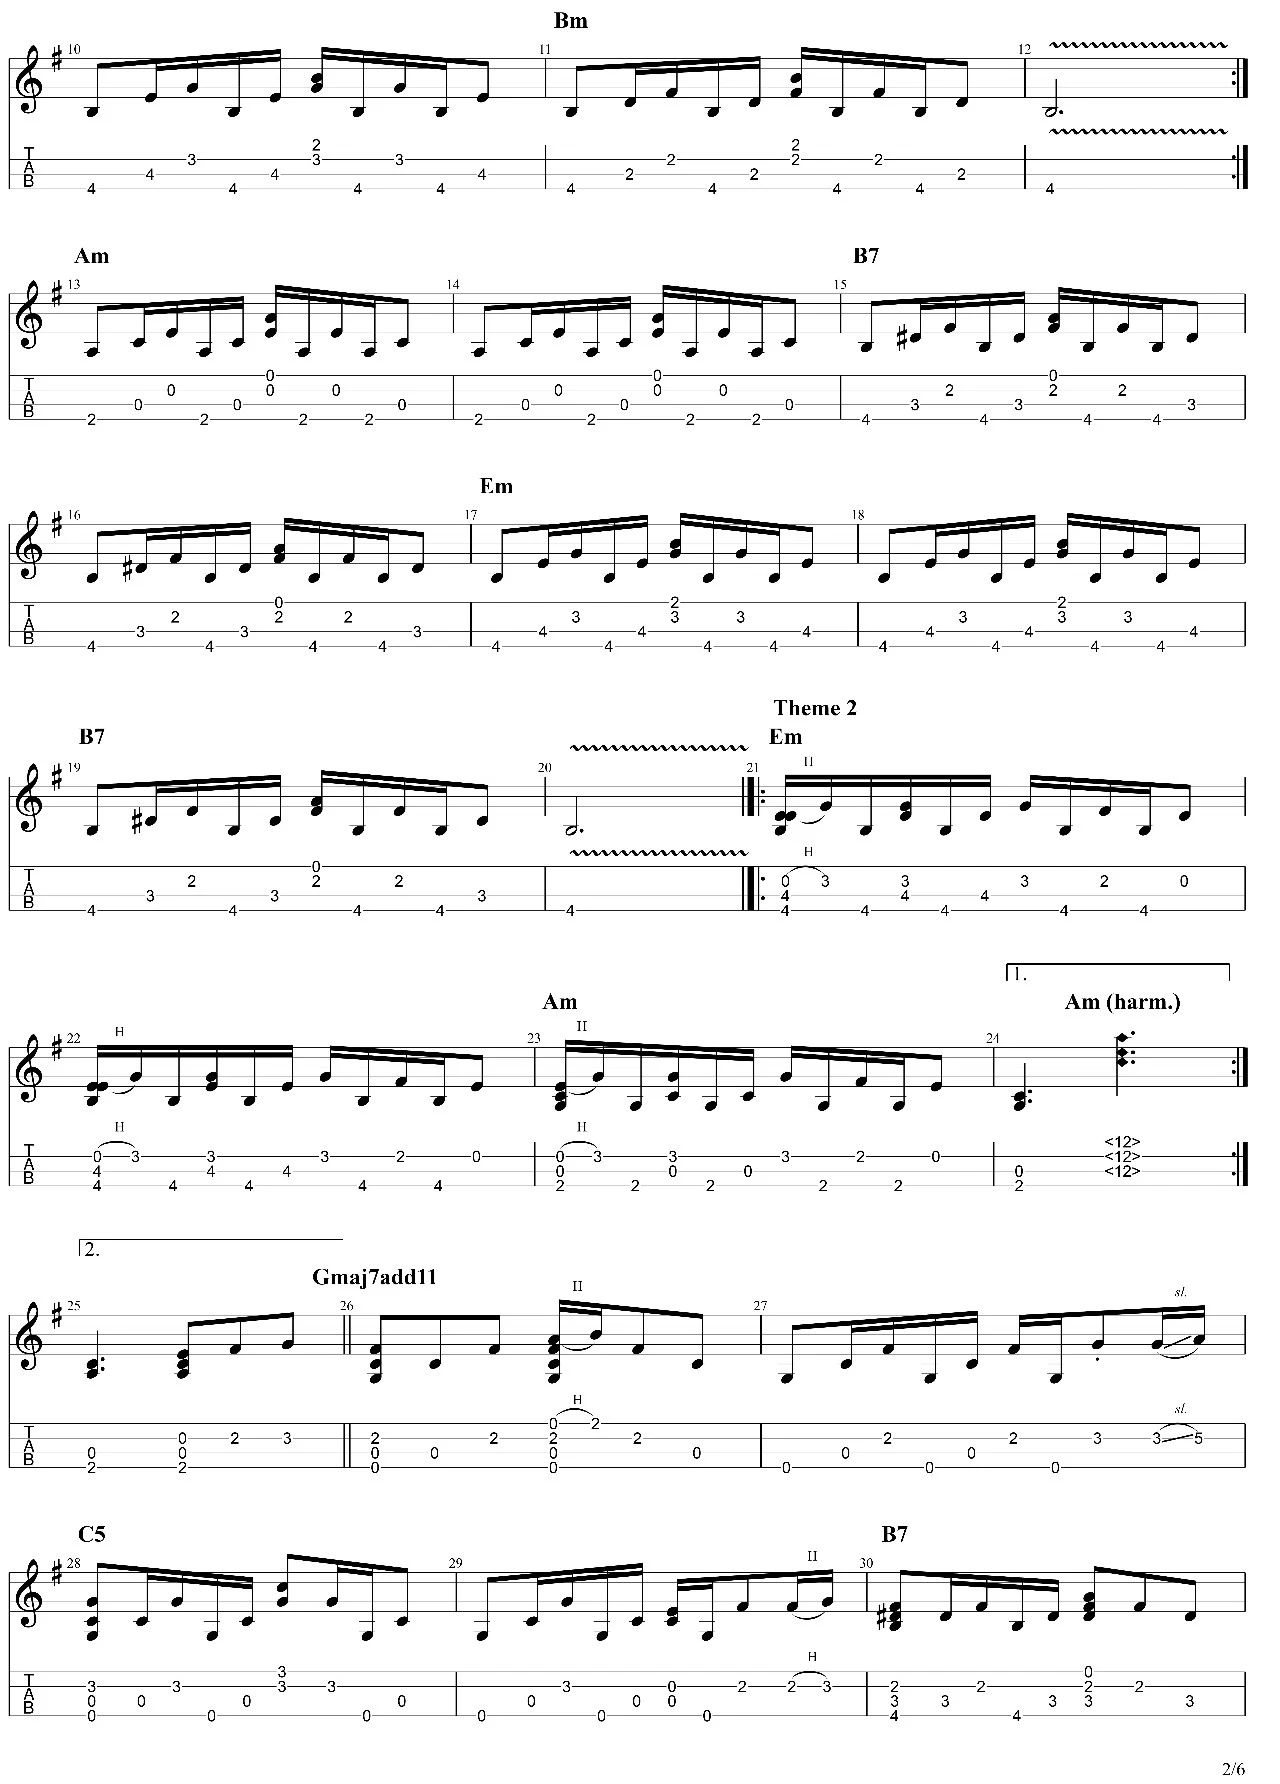 Bm
10 11 12
2 2
T 3 3 3 2 2 2
A 4 4 4 2 2 2
B 4 4 4 4 4 4 4 4 4
Am B7
13 14 15
0 0 0
T 0 0 0 0 0 0 2 2 2
A 0 0 0 0 0 0 3 3 3
B 2 2 2 2 2 2 2 2 4 4 4 4
Em
16 17 18
0 2 2
T 2 2 2 3 3 3 3 3 3
A 3 3 3 4 4 4 4 4 4
B 4 4 4 4 4 4 4 4 4 4 4 4
Theme 2
B7 Em
19 20 21 H
H
0
T 2 2 2 0 3 3 3 2 0
A 3 3 3 4 4 4
B 4 4 4 4 4 4 4 4 4 4
1.
Am Am (harm.)
22 H 23 H 24
H H
<12>
T 0 3 3 3 2 0 0 3 3 3 2 0 <12>
A 4 4 4 0 0 0 0 <12>
B 4 4 4 4 4 2 2 2 2 2 2
2.
Gmaj7add11
25 26 H 27 sl.
H sl.
0 2
T 0 2 3 2 2 2 2 2 2 3 3 5
A 0 0 0 0 0 0 0 0
B 2 2 0 0 0 0 0
C5 B7
28 29 H 30
H
3 0
T 3 3 3 3 3 0 2 2 3 2 2 2 2
A 0 0 0 0 0 0 3 3 3 3 3
B 0 0 0 0 0 0 4 4
2/6